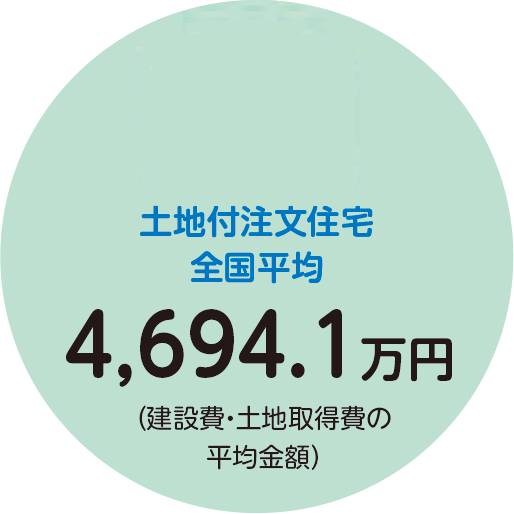 土地付注文住宅
全国平均
4,694.1万円
(建設費・土地取得費の
平均金額)